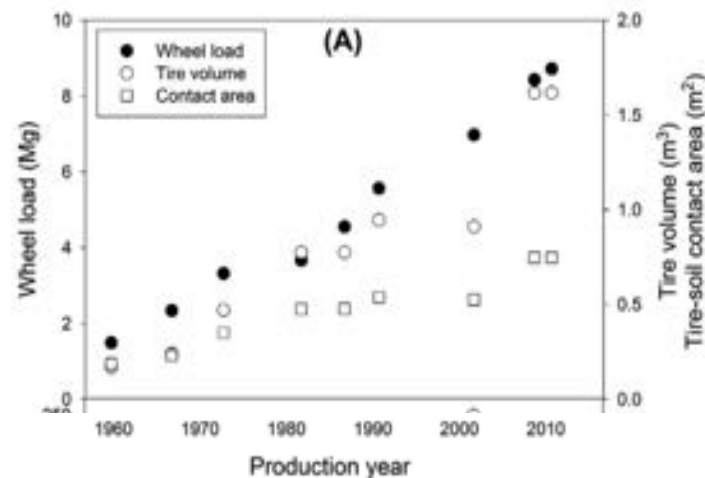 (A)
Wheel load
Tire volume
Contact area
Wheel load (Mg)
10
8
6
4
2
0
2.0
1.5
1.0
0.5
0.0
Tire volume (m³)
Tire-soil contact area (m²)
1960 1970 1980 1990 2000 2010
Production year